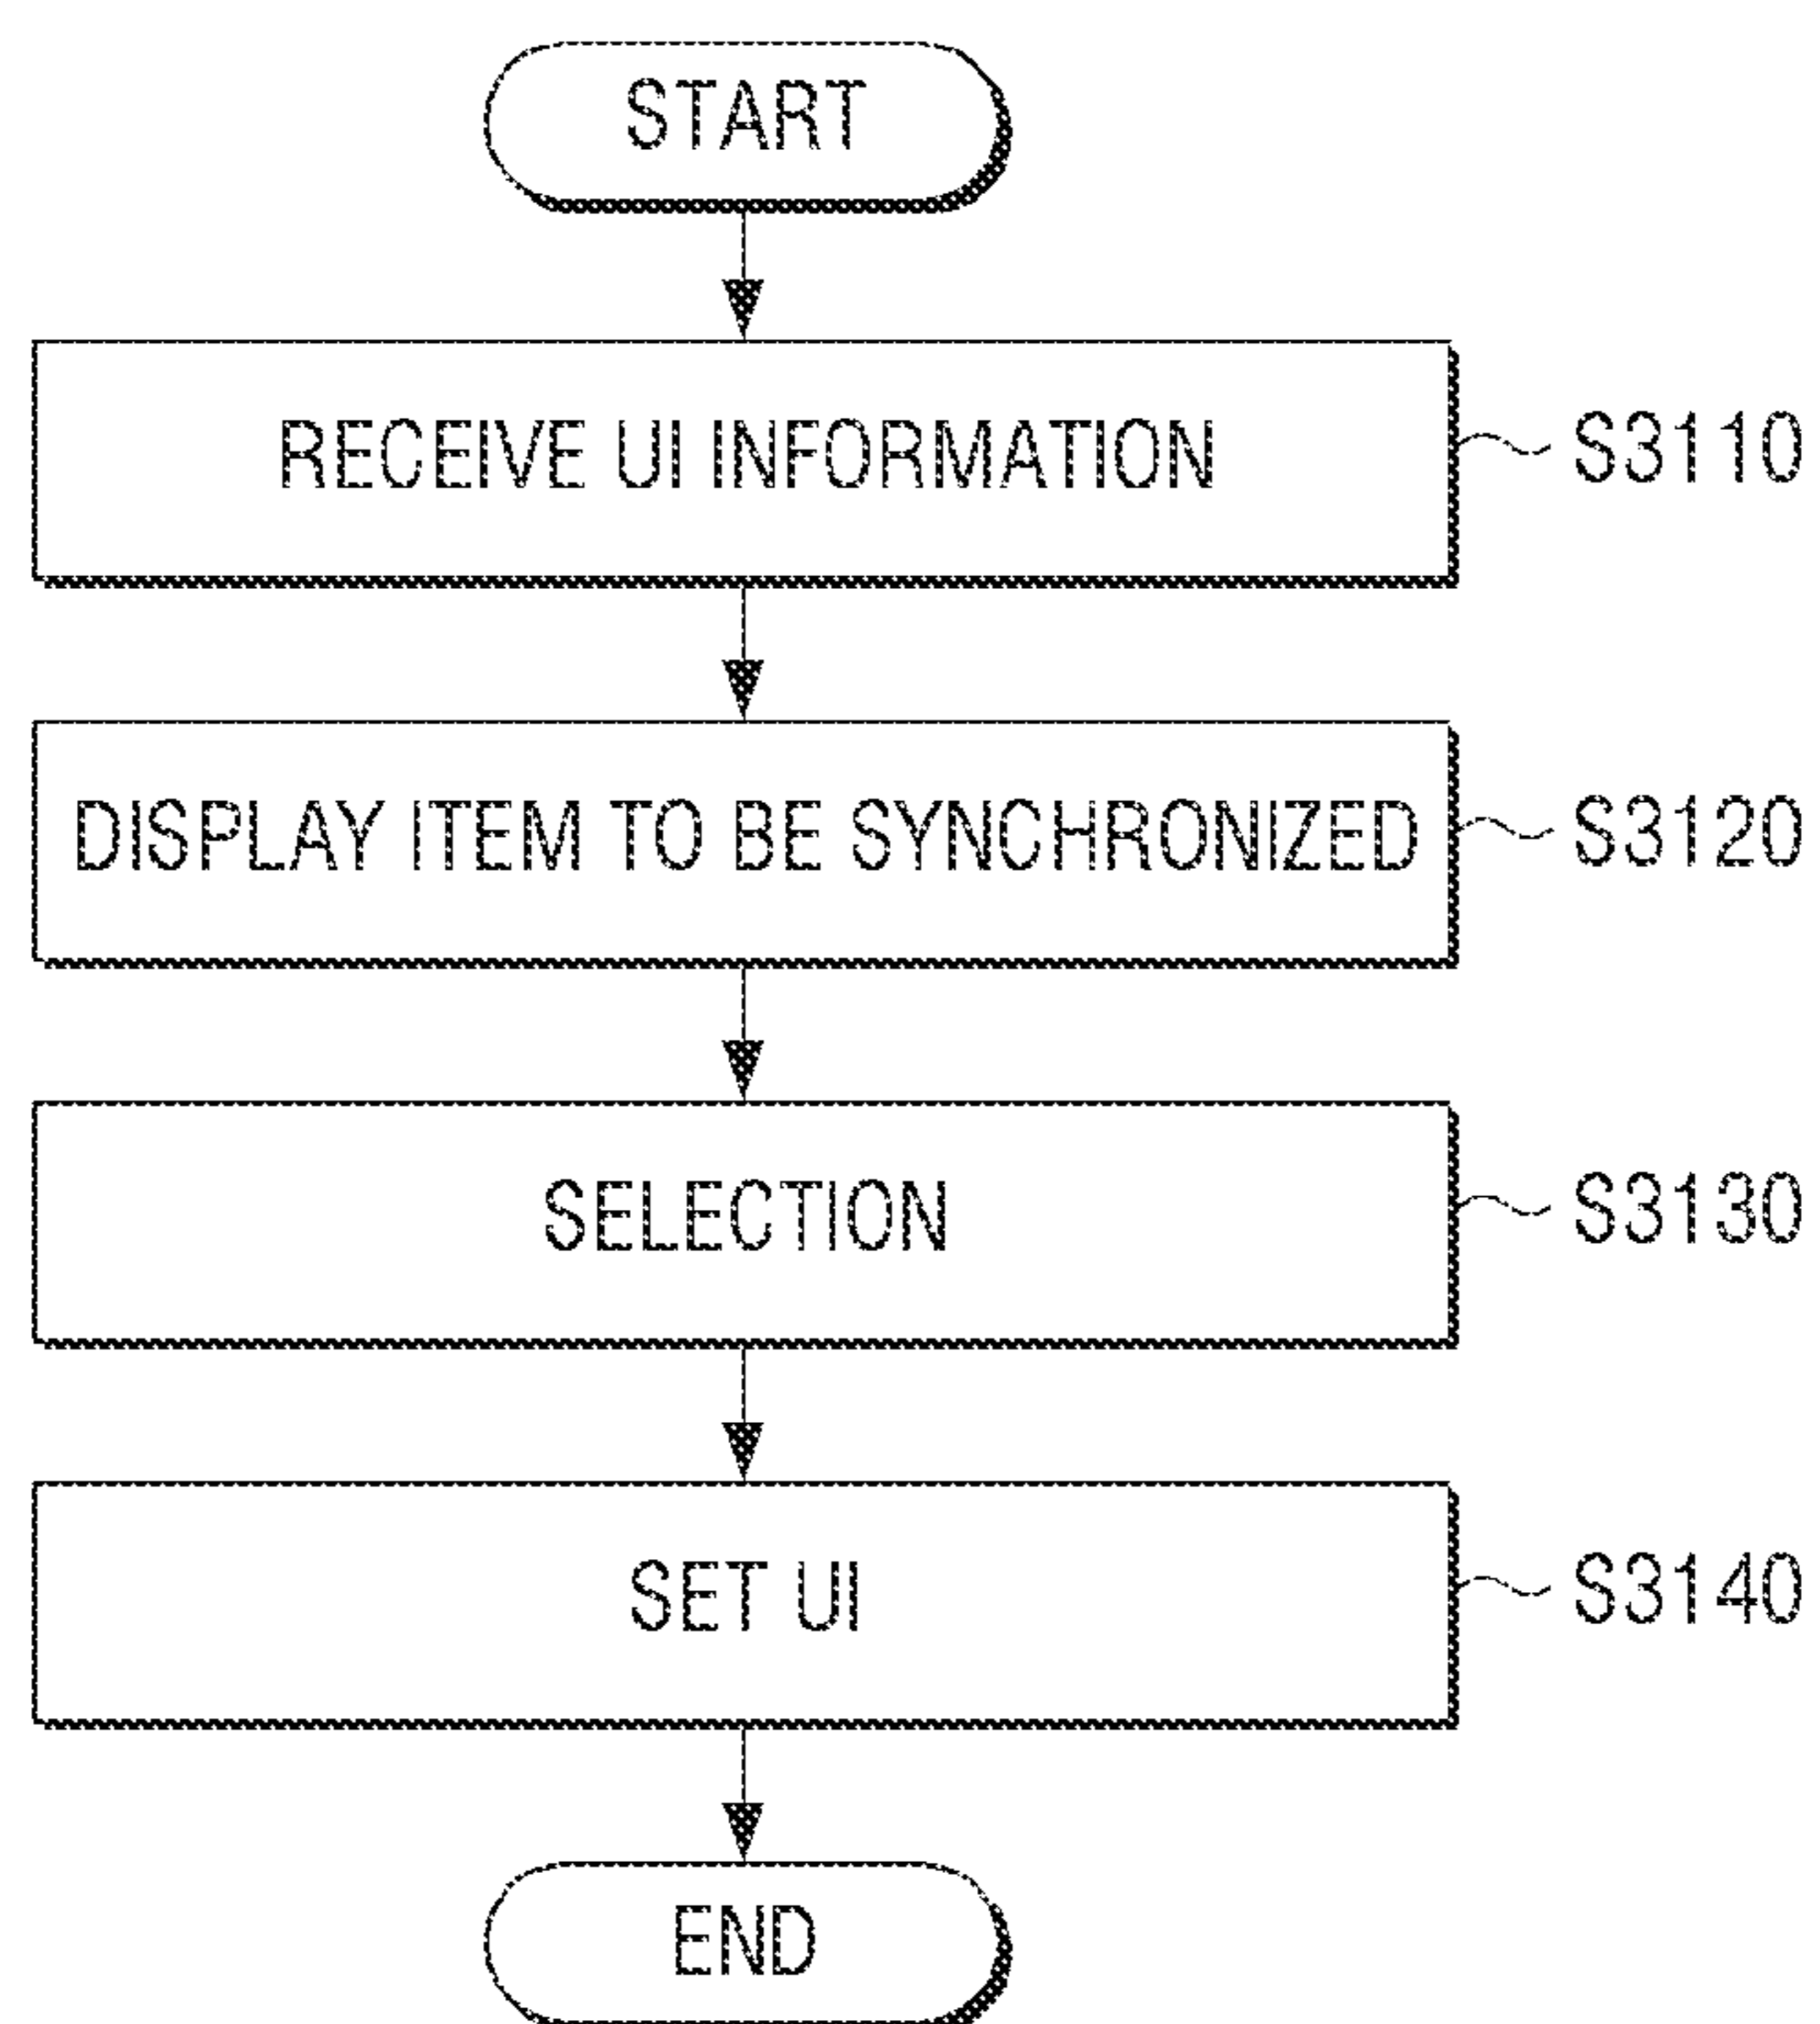 START
RECEIVE UI INFORMATION
S3110
DISPLAY ITEM TO BE SYNCHRONIZED
S3120
SELECTION
S3130
SET UI
S3140
END